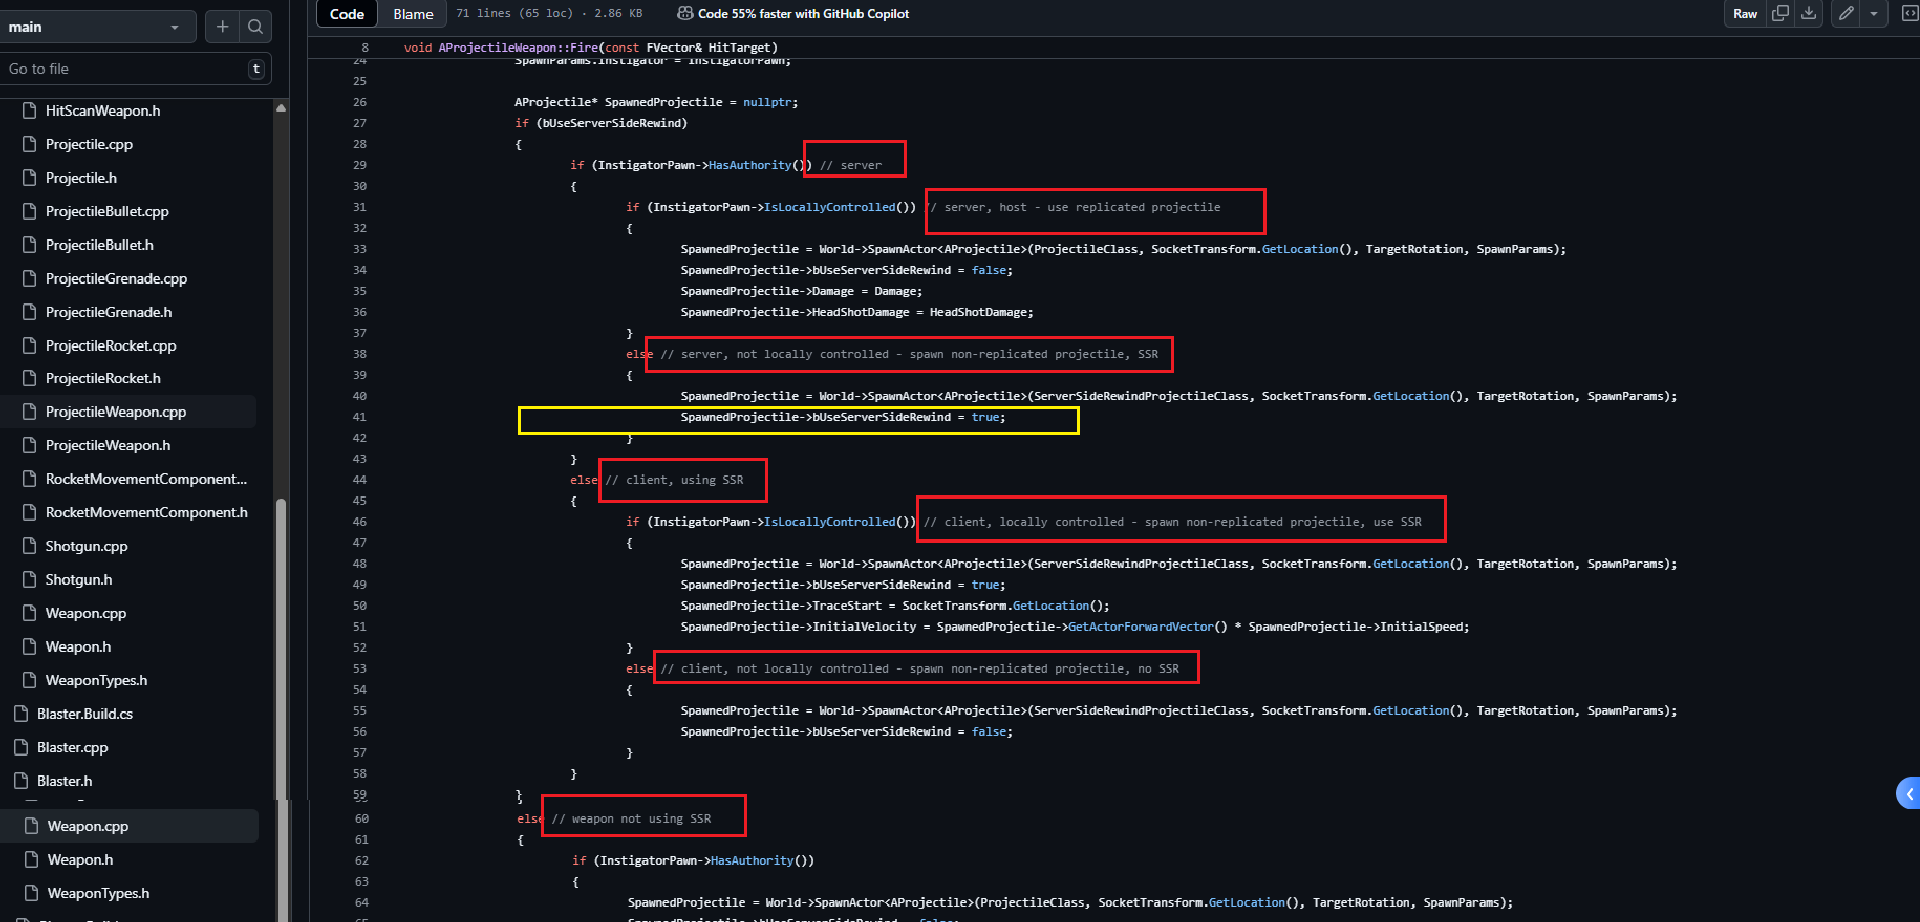 main
Go to file
t
HitScanWeapon.h
Projectile.cpp
Projectile.h
ProjectileBullet.cpp
ProjectileBullet.h
ProjectileGrenade.cpp
ProjectileGrenade.h
ProjectileRocket.cpp
ProjectileRocket.h
ProjectileWeapon.cpp
ProjectileWeapon.h
RocketMovementComponent...
RocketMovementComponent.h
Shotgun.cpp
Shotgun.h
Weapon.cpp
Weapon.h
WeaponTypes.h
Blaster.Build.cs
Blaster.cpp
Blaster.h
Weapon.cpp
Weapon.h
WeaponTypes.h
Code Blame 71 lines (65 loc) · 2.86 KB Code 55% faster with GitHub Copilot Raw
8 void AProjectileWeapon::Fire(const FVector& HitTarget)
24 SpawnParams.Instigator = InstigatorPawn;
25
26 AProjectile* SpawnedProjectile = nullptr;
27 if (bUseServerSideRewind)
28 {
29 if (InstigatorPawn->HasAuthority()) // server
30 {
31 if (InstigatorPawn->IsLocallyControlled()) // server, host - use replicated projectile
32 {
33 SpawnedProjectile = World->SpawnActor<AProjectile>(ProjectileClass, SocketTransform.GetLocation(), TargetRotation, SpawnParams);
34 SpawnedProjectile->bUseServerSideRewind = false;
35 SpawnedProjectile->Damage = Damage;
36 SpawnedProjectile->HeadShotDamage = HeadShotDamage;
37 }
38 else // server, not locally controlled - spawn non-replicated projectile, SSR
39 {
40 SpawnedProjectile = World->SpawnActor<AProjectile>(ServerSideRewindProjectileClass, SocketTransform.GetLocation(), TargetRotation, SpawnParams);
41 SpawnedProjectile->bUseServerSideRewind = true;
42 }
43 }
44 else // client, using SSR
45 {
46 if (InstigatorPawn->IsLocallyControlled()) // client, locally controlled - spawn non-replicated projectile, use SSR
47 {
48 SpawnedProjectile = World->SpawnActor<AProjectile>(ServerSideRewindProjectileClass, SocketTransform.GetLocation(), TargetRotation, SpawnParams);
49 SpawnedProjectile->bUseServerSideRewind = true;
50 SpawnedProjectile->TraceStart = SocketTransform.GetLocation();
51 SpawnedProjectile->InitialVelocity = SpawnedProjectile->GetActorForwardVector() * SpawnedProjectile->InitialSpeed;
52 }
53 else // client, not locally controlled - spawn non-replicated projectile, no SSR
54 {
55 SpawnedProjectile = World->SpawnActor<AProjectile>(ServerSideRewindProjectileClass, SocketTransform.GetLocation(), TargetRotation, SpawnParams);
56 SpawnedProjectile->bUseServerSideRewind = false;
57 }
58 }
59 }
60 else // weapon not using SSR
61 {
62 if (InstigatorPawn->HasAuthority())
63 {
64 SpawnedProjectile = World->SpawnActor<AProjectile>(ProjectileClass, SocketTransform.GetLocation(), TargetRotation, SpawnParams);